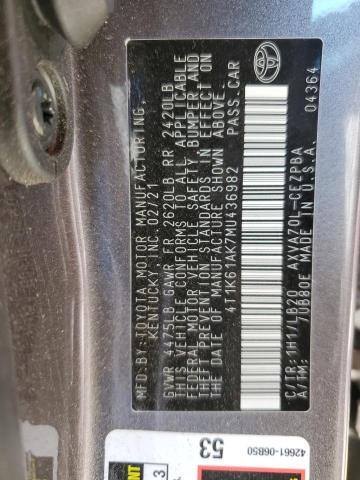 MFD. BY: TOYOTA MOTOR MANUFACTURING,
KENTUCKY, INC. 02/21
GVWR 4475LB GAWR FR 2620LB RR 2420LB
THIS VEHICLE CONFORMS TO ALL APPLICABLE
FEDERAL MOTOR VEHICLE SAFETY, BUMPER AND
THEFT PREVENTION STANDARDS IN EFFECT ON
THE DATE OF MANUFACTURE SHOWN ABOVE.
4T1K61AK7MU436982 PASS. CAR
C/TR: 1H1/LB20 AXVA70L-CEZPBA
A/TM: /UB80E MADE IN U.S.A. 04364
42661-06B50
53